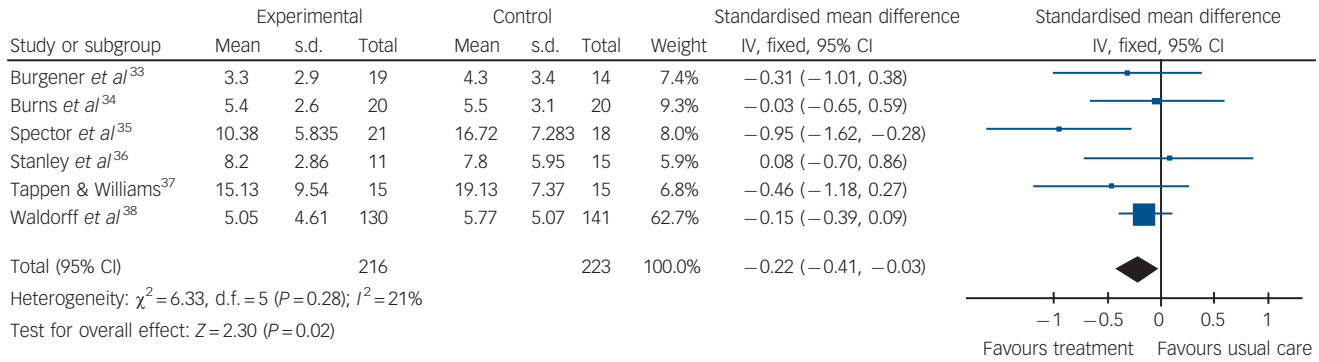 Experimental Control Standardised mean difference Standardised mean difference
Study or subgroup Mean s.d. Total Mean s.d. Total Weight IV, fixed, 95% CI IV, fixed, 95% CI
Burgener et al33 3.3 2.9 19 4.3 3.4 14 7.4% −0.31 (−1.01, 0.38)
Burns et al34 5.4 2.6 20 5.5 3.1 20 9.3% −0.03 (−0.65, 0.59)
Spector et al35 10.38 5.835 21 16.72 7.283 18 8.0% −0.95 (−1.62, −0.28)
Stanley et al36 8.2 2.86 11 7.8 5.95 15 5.9% 0.08 (−0.70, 0.86)
Tappen & Williams37 15.13 9.54 15 19.13 7.37 15 6.8% −0.46 (−1.18, 0.27)
Waldorff et al38 5.05 4.61 130 5.77 5.07 141 62.7% −0.15 (−0.39, 0.09)
Total (95% CI) 216 223 100.0% −0.22 (−0.41, −0.03)
Heterogeneity: χ2 = 6.33, d.f. = 5 (P = 0.28); I2 = 21%
Test for overall effect: Z = 2.30 (P = 0.02)
−1 −0.5 0 0.5 1
Favours treatment Favours usual care